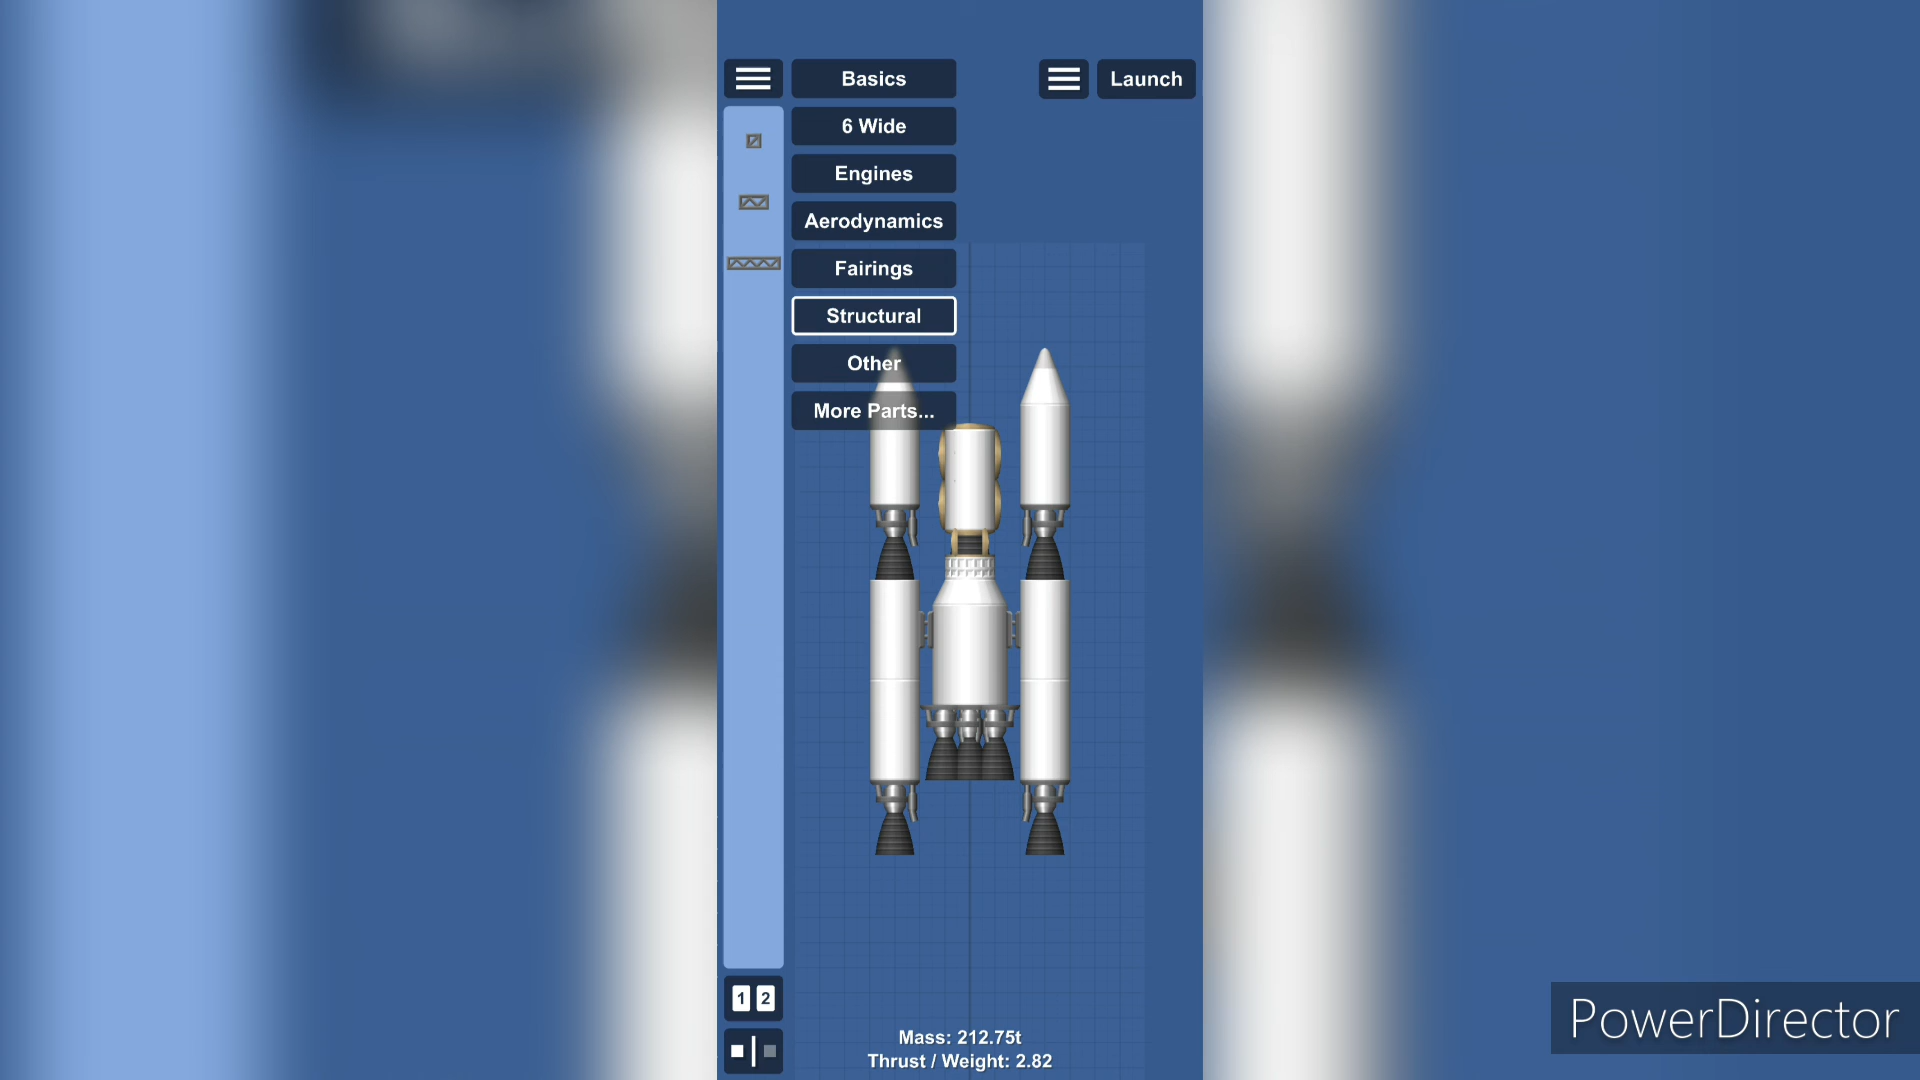 Basics
Launch
6 Wide
Engines
Aerodynamics
Fairings
Structural
Other
More Parts...
1 2
Mass: 212.75t
Thrust / Weight: 2.82
PowerDirector